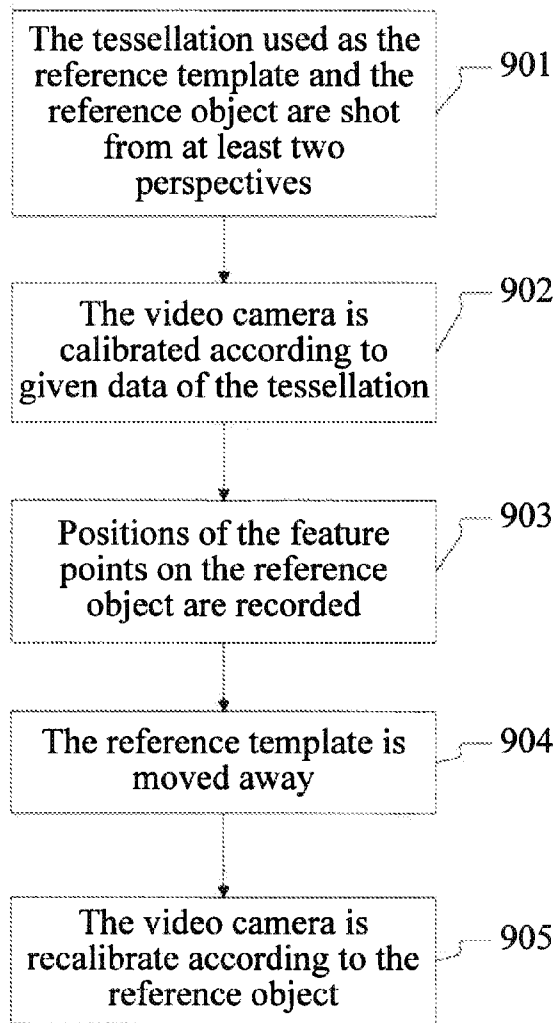 The tessellation used as the
reference template and the
reference object are shot
from at least two
perspectives
901
The video camera is
calibrated according to
given data of the tessellation
902
Positions of the feature
points on the reference
object are recorded
903
The reference template is
moved away
904
The video camera is
recalibrate according to the
reference object
905